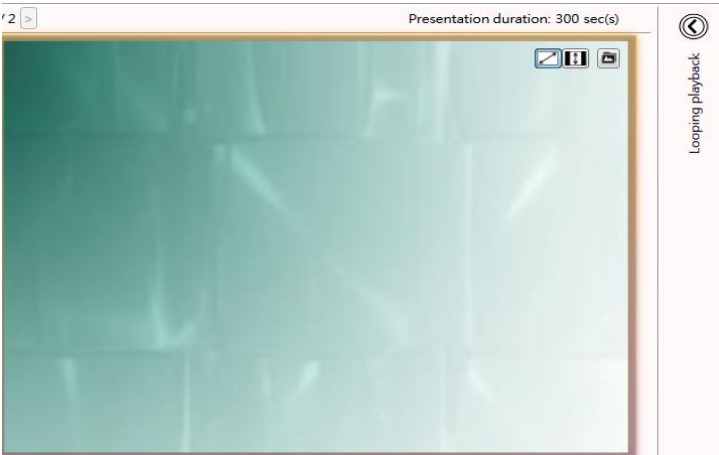 / 2 >
Presentation duration: 300 sec(s)
Looping playback